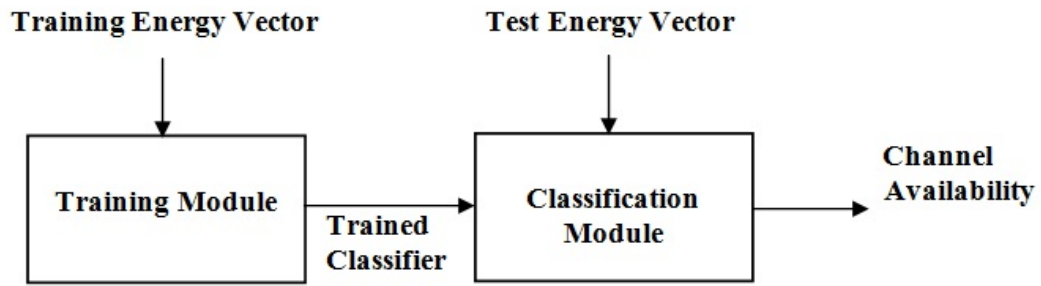 Training Energy Vector
Test Energy Vector
Training Module
Trained
Classifier
Classification
Module
Channel
Availability